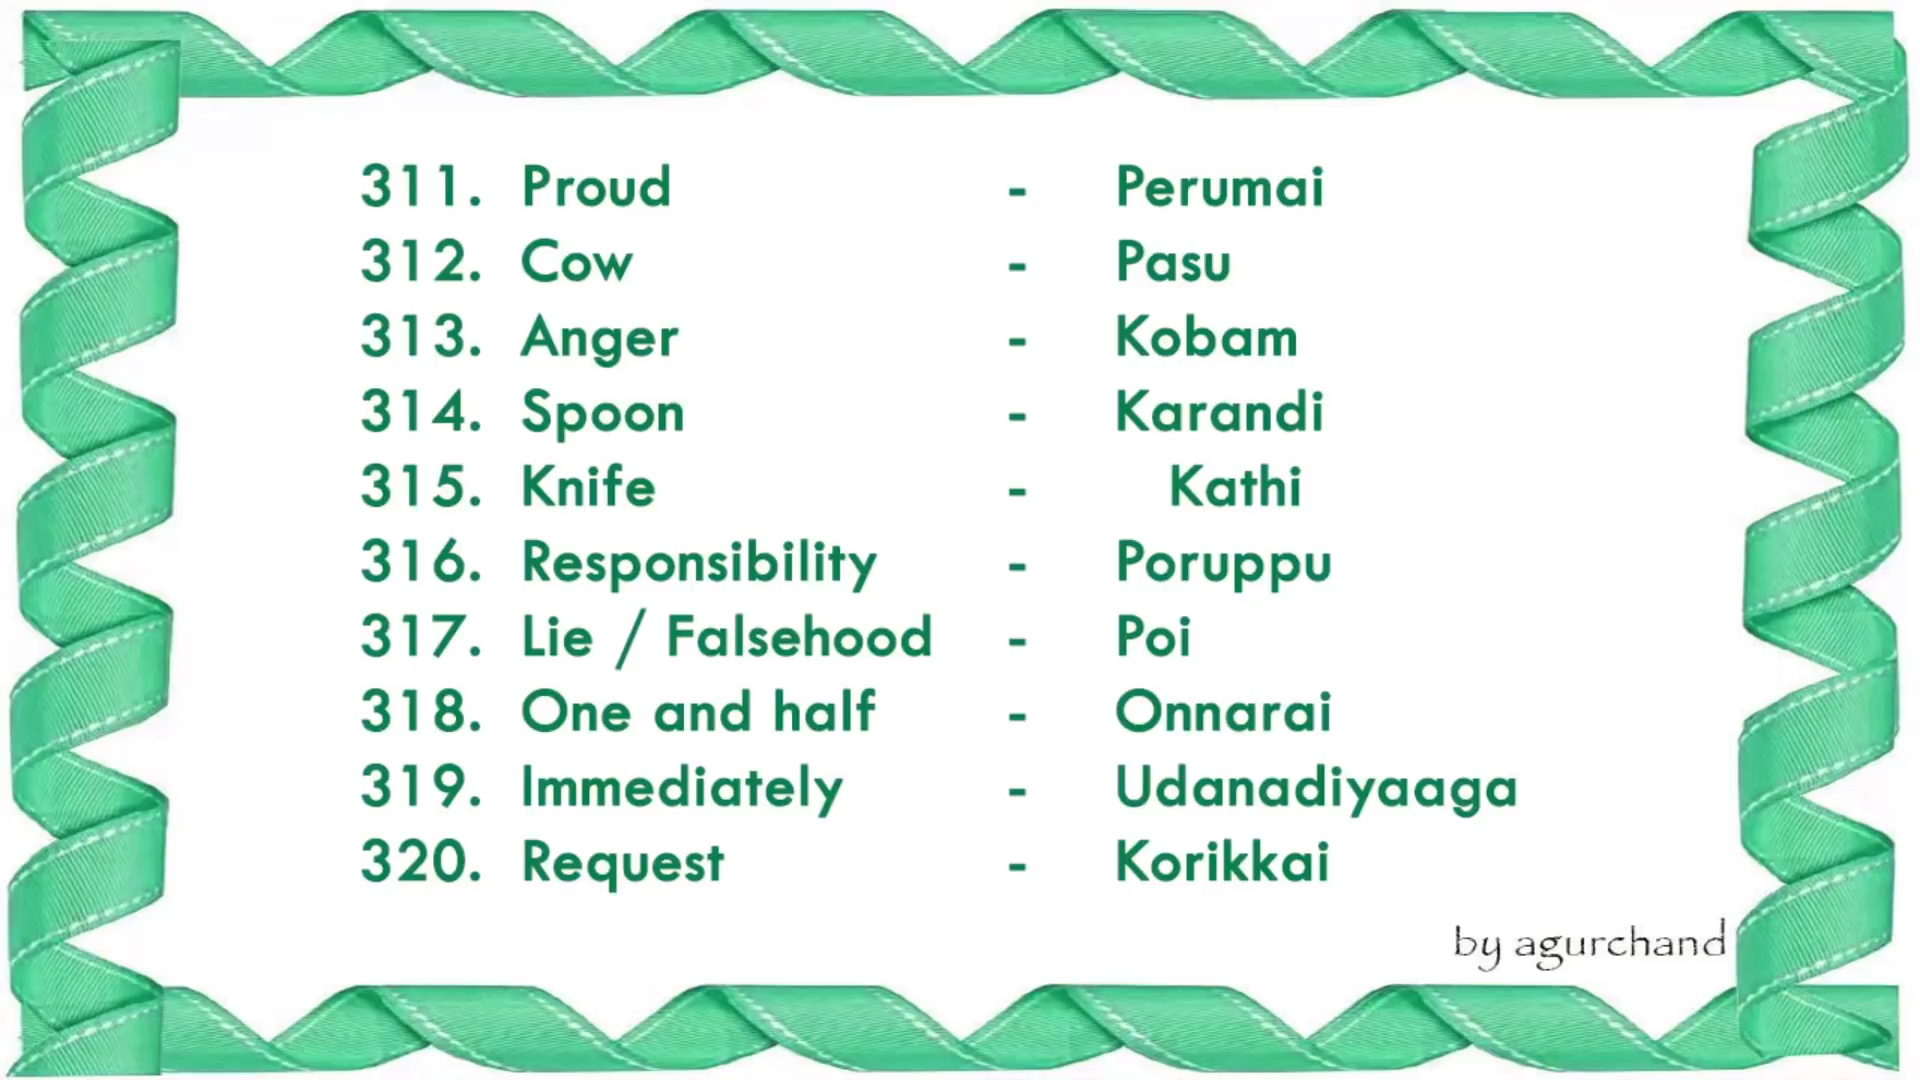 311. Proud - Perumai
312. Cow - Pasu
313. Anger - Kobam
314. Spoon - Karandi
315. Knife - Kathi
316. Responsibility - Poruppu
317. Lie / Falsehood - Poi
318. One and half - Onnarai
319. Immediately - Udanadiyaaga
320. Request - Korikkai
by agurchand